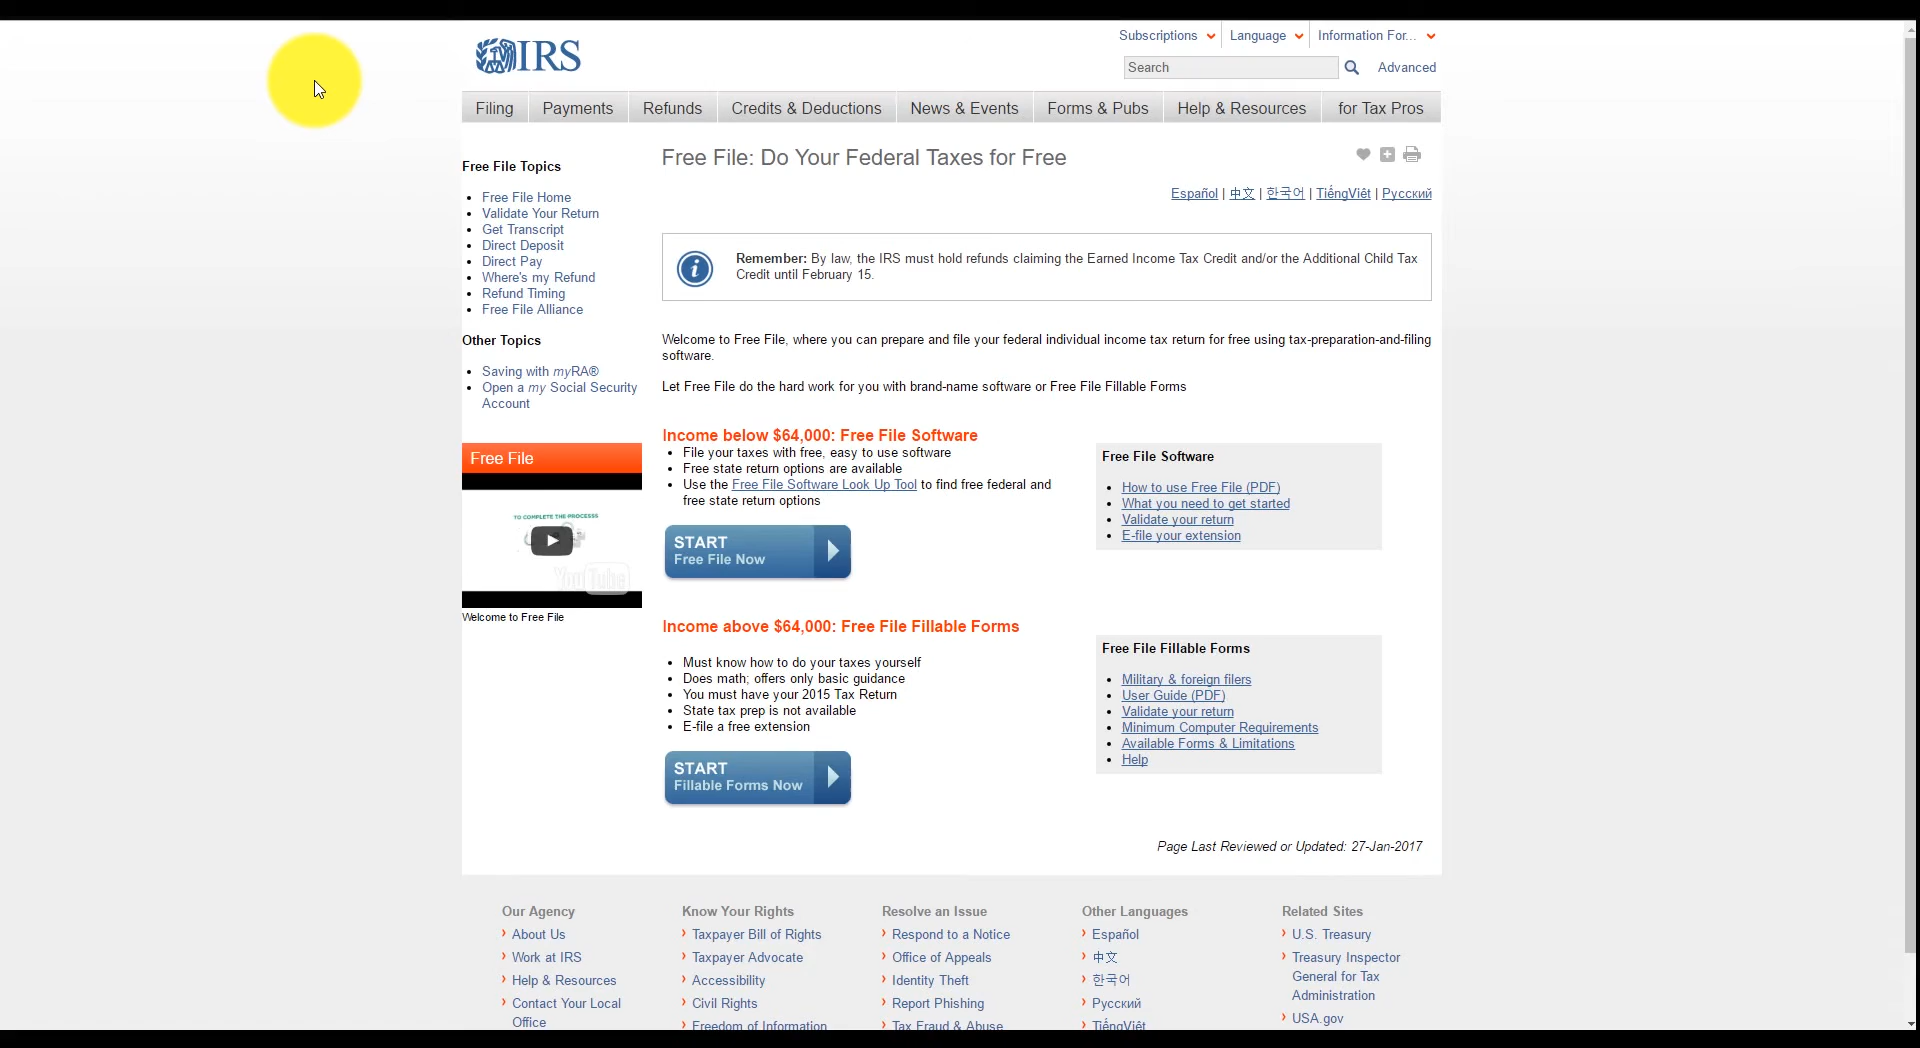 IRS
Subscriptions
Language
Information For...
Search
Advanced
Filing
Payments
Refunds
Credits & Deductions
News & Events
Forms & Pubs
Help & Resources
for Tax Pros
Free File Topics
Free File Home
Validate Your Return
Get Transcript
Direct Deposit
Direct Pay
Where's my Refund
Refund Timing
Free File Alliance
Other Topics
Saving with myRA®
Open a my Social Security
Account
Free File
TO COMPLETE THE PROCESSS
YouTube
Welcome to Free File
Free File: Do Your Federal Taxes for Free
Español | 中文 | 한국어 | TiếngViệt | Русский
Remember: By law, the IRS must hold refunds claiming the Earned Income Tax Credit and/or the Additional Child Tax
Credit until February 15.
Welcome to Free File, where you can prepare and file your federal individual income tax return for free using tax-preparation-and-filing
software.
Let Free File do the hard work for you with brand-name software or Free File Fillable Forms
Income below $64,000: Free File Software
File your taxes with free, easy to use software
Free state return options are available
Use the Free File Software Look Up Tool to find free federal and
free state return options
START
Free File Now
Free File Software
How to use Free File (PDF)
What you need to get started
Validate your return
E-file your extension
Income above $64,000: Free File Fillable Forms
Must know how to do your taxes yourself
Does math; offers only basic guidance
You must have your 2015 Tax Return
State tax prep is not available
E-file a free extension
START
Fillable Forms Now
Free File Fillable Forms
Military & foreign filers
User Guide (PDF)
Validate your return
Minimum Computer Requirements
Available Forms & Limitations
Help
Page Last Reviewed or Updated: 27-Jan-2017
Our Agency
About Us
Work at IRS
Help & Resources
Contact Your Local
Office
Know Your Rights
Taxpayer Bill of Rights
Taxpayer Advocate
Accessibility
Civil Rights
Freedom of Information
Resolve an Issue
Respond to a Notice
Office of Appeals
Identity Theft
Report Phishing
Tax Fraud & Abuse
Other Languages
Español
中文
한국어
Русский
TiếngViệt
Related Sites
U.S. Treasury
Treasury Inspector
General for Tax
Administration
USA.gov